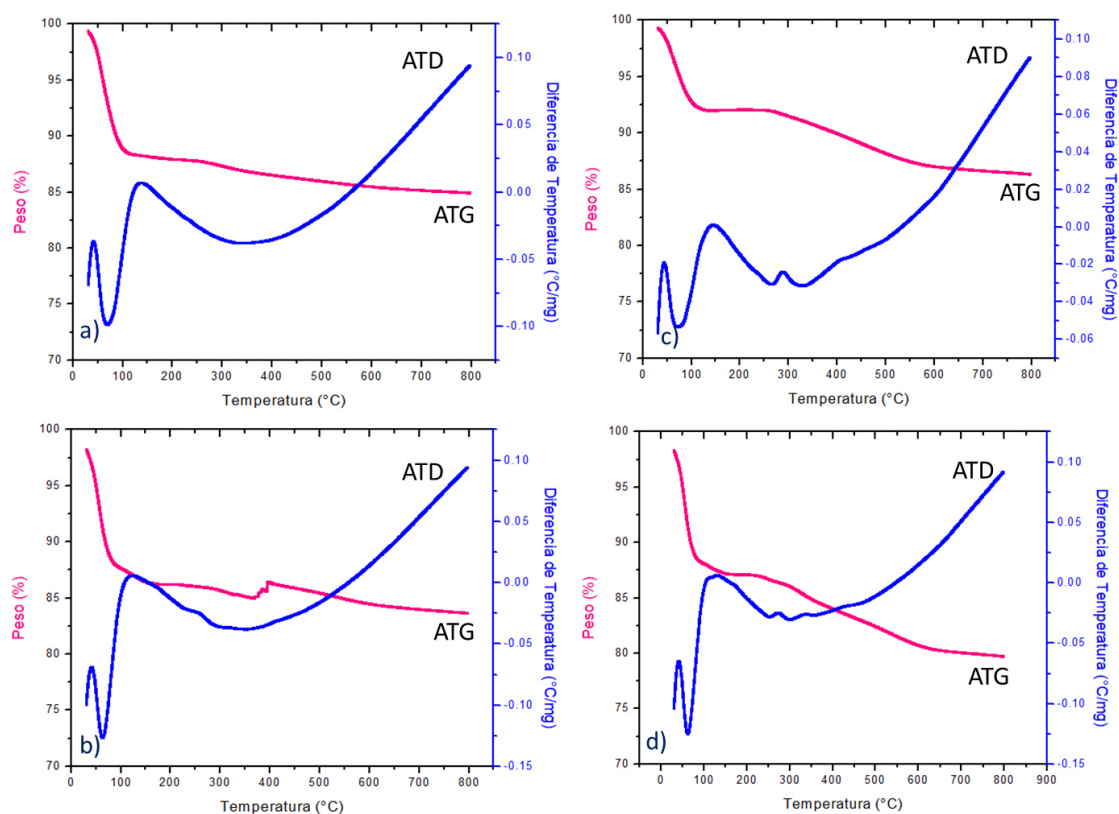 100
95
90
85
80
75
70
0 100 200 300 400 500 600 700 800
0.10
0.05
0.00
-0.05
-0.10
Peso (%)
Temperatura (°C)
Diferencia de Temperatura (°C/mg)
ATD
ATG
a)
100
95
90
85
80
75
70
0 100 200 300 400 500 600 700 800
0.10
0.08
0.06
0.04
0.02
0.00
-0.02
-0.04
-0.06
Peso (%)
Temperatura (°C)
Diferencia de Temperatura (°C/mg)
ATD
ATG
c)
100
95
90
85
80
75
70
0 100 200 300 400 500 600 700 800
0.10
0.05
0.00
-0.05
-0.10
-0.15
Peso (%)
Temperatura (°C)
Diferencia de Temperatura (°C/mg)
ATD
ATG
b)
100
95
90
85
80
75
70
0 100 200 300 400 500 600 700 800 900
0.10
0.05
0.00
-0.05
-0.10
-0.15
Peso (%)
Temperatura (°C)
Diferencia de Temperatura (°C/mg)
ATD
ATG
d)